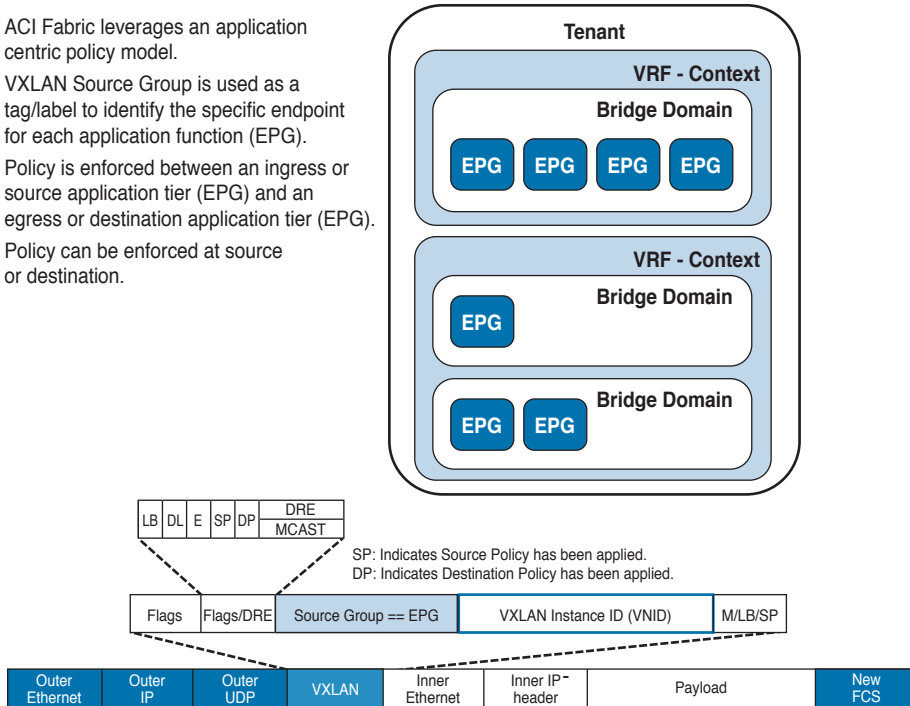 ACI Fabric leverages an application
centric policy model.
VXLAN Source Group is used as a
tag/label to identify the specific endpoint
for each application function (EPG).
Policy is enforced between an ingress or
source application tier (EPG) and an
egress or destination application tier (EPG).
Policy can be enforced at source
or destination.
Tenant
VRF - Context
Bridge Domain
EPG EPG EPG EPG
VRF - Context
Bridge Domain
EPG
Bridge Domain
EPG EPG
LB DL E SP DP DRE
MCAST
SP: Indicates Source Policy has been applied.
DP: Indicates Destination Policy has been applied.
Flags Flags/DRE Source Group == EPG VXLAN Instance ID (VNID) M/LB/SP
Outer Ethernet
Outer IP
Outer UDP
VXLAN
Inner Ethernet
Inner IP-header
Payload
New FCS